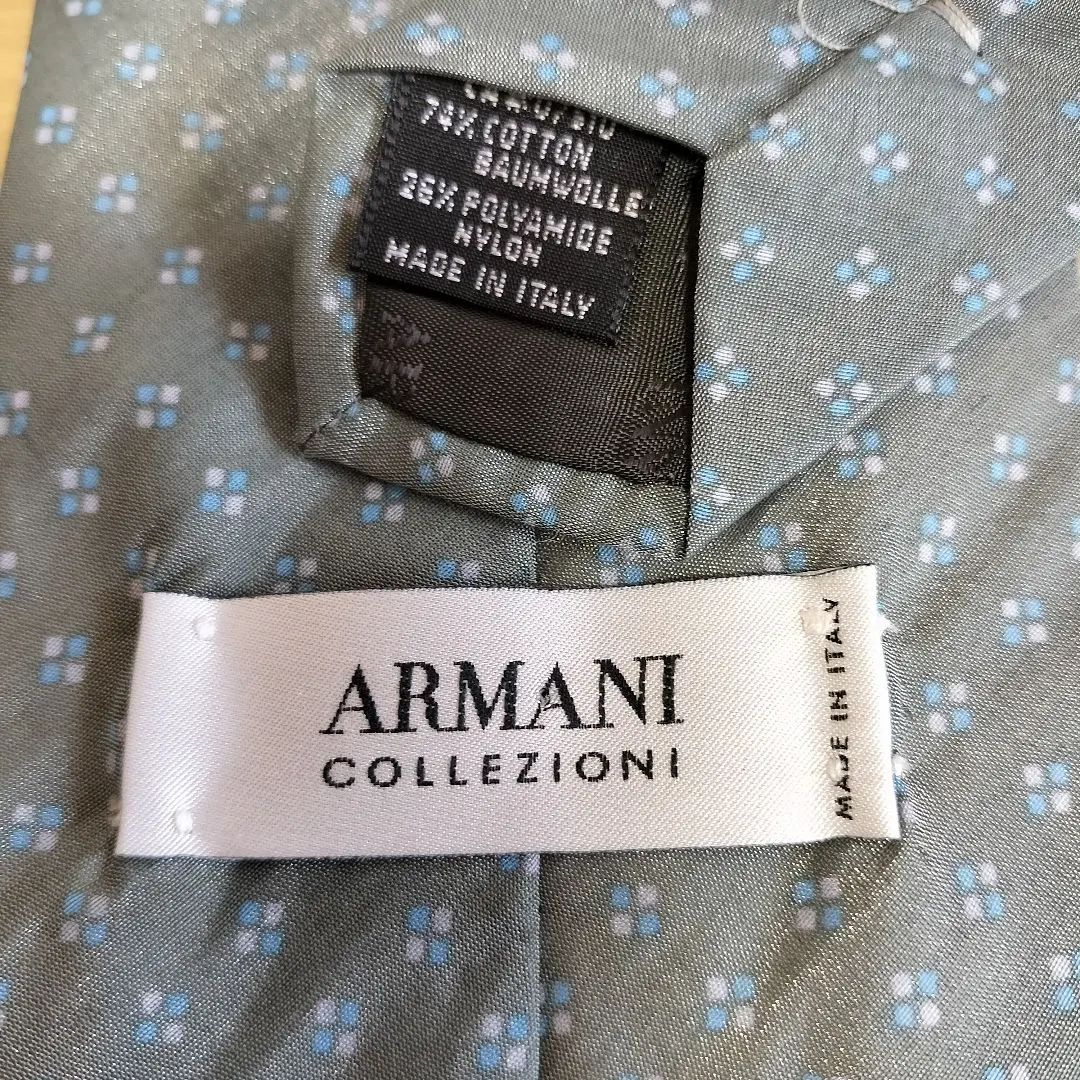 74% COTTON
BAUMWOLLE
26% POLYAMIDE
NYLON
MADE IN ITALY
ARMANI
COLLEZIONI
MADE IN ITALY